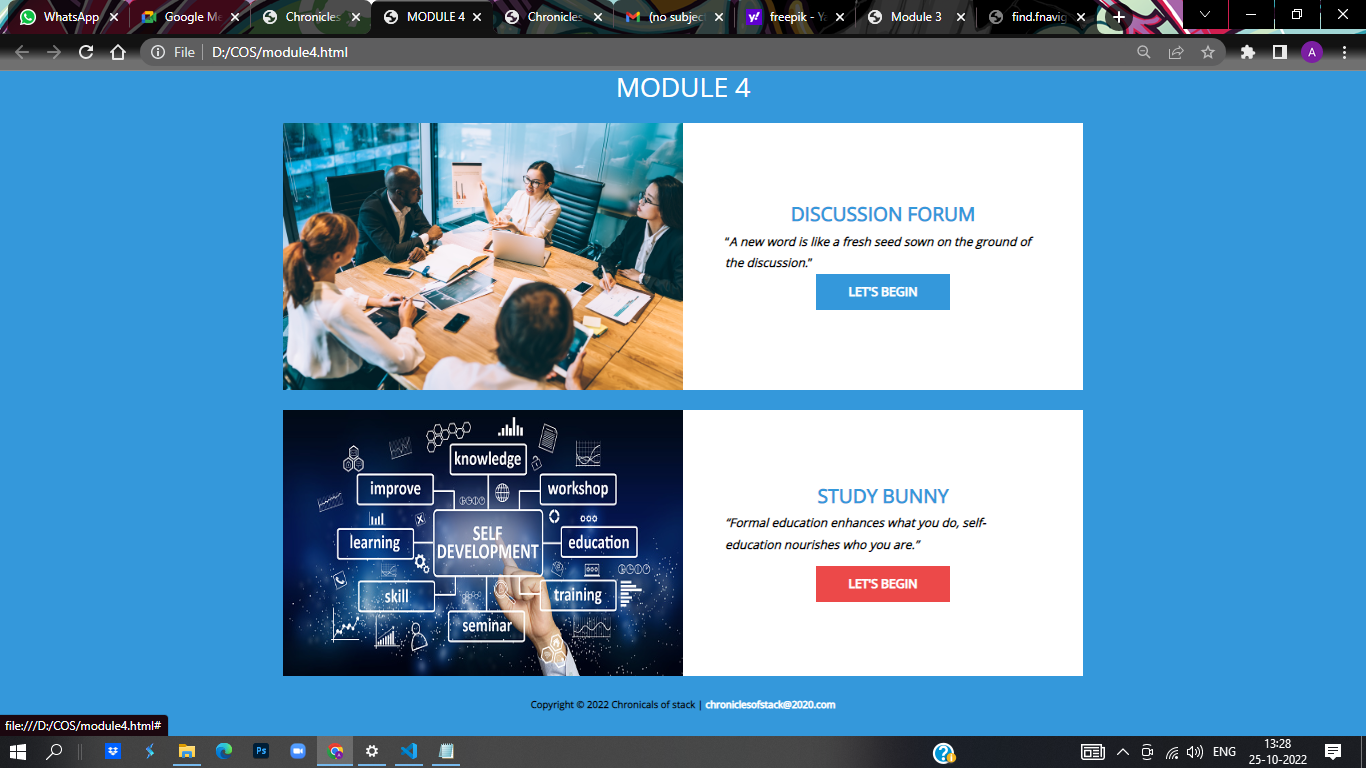 WhatsApp
Google Me
Chronicles
MODULE 4
Chronicles
(no subject
freepik - Ya
Module 3
find.fnavig
File
D:/COS/module4.html
A
MODULE 4
DISCUSSION FORUM
“A new word is like a fresh seed sown on the ground of
the discussion.”
LET'S BEGIN
knowledge
improve
workshop
SELF
DEVELOPMENT
learning
education
skill
training
seminar
STUDY BUNNY
“Formal education enhances what you do, self-
education nourishes who you are.”
LET'S BEGIN
Copyright © 2022 Chronicals of stack | chroniclesofstack@2020.com
file:///D:/COS/module4.html#
Ps
ENG
13:28
25-10-2022